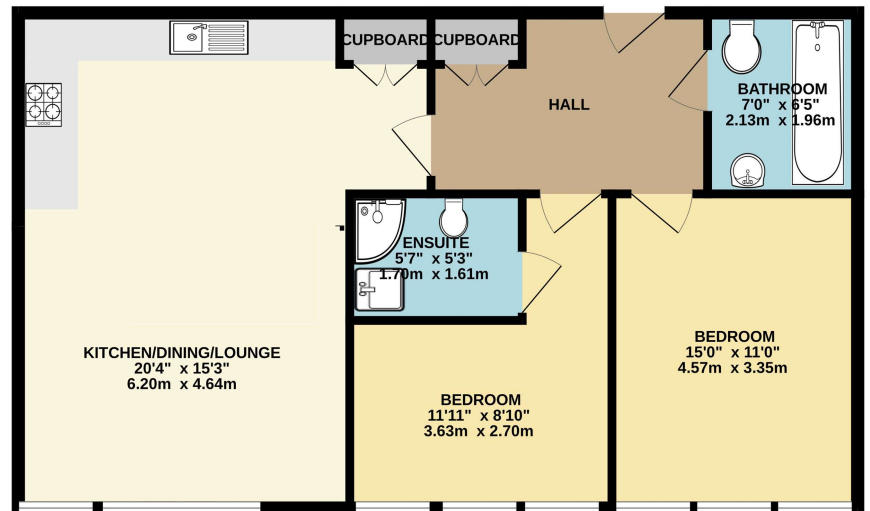 CUPBOARD
CUPBOARD
HALL
BATHROOM
7'0" x 6'5"
2.13m x 1.96m
ENSUITE
5'7" x 5'3"
1.70m x 1.61m
KITCHEN/DINING/LOUNGE
20'4" x 15'3"
6.20m x 4.64m
BEDROOM
11'11" x 8'10"
3.63m x 2.70m
BEDROOM
15'0" x 11'0"
4.57m x 3.35m